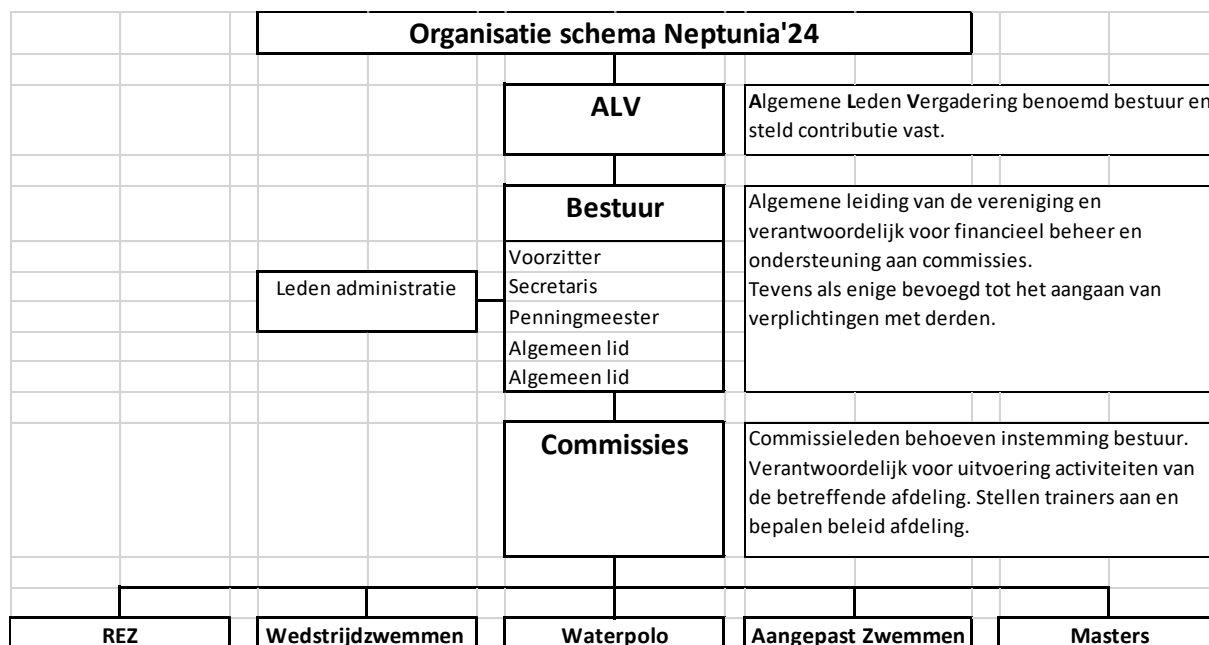 Organisatie schema Neptunia'24
ALV
Algemene Leden Vergadering benoemd bestuur en
steld contributie vast.
Bestuur
Voorzitter
Secretaris
Penningmeester
Algemeen lid
Algemeen lid
Leden administratie
Algemene leiding van de vereniging en
verantwoordelijk voor financieel beheer en
ondersteuning aan commissies.
Tevens als enige bevoegd tot het aangaan van
verplichtingen met derden.
Commissies
Commissieleden behoeven instemming bestuur.
Verantwoordelijk voor uitvoering activiteiten van
de betreffende afdeling. Stellen trainers aan en
bepalen beleid afdeling.
REZ
Wedstrijdzwemmen
Waterpolo
Aangepast Zwemmen
Masters